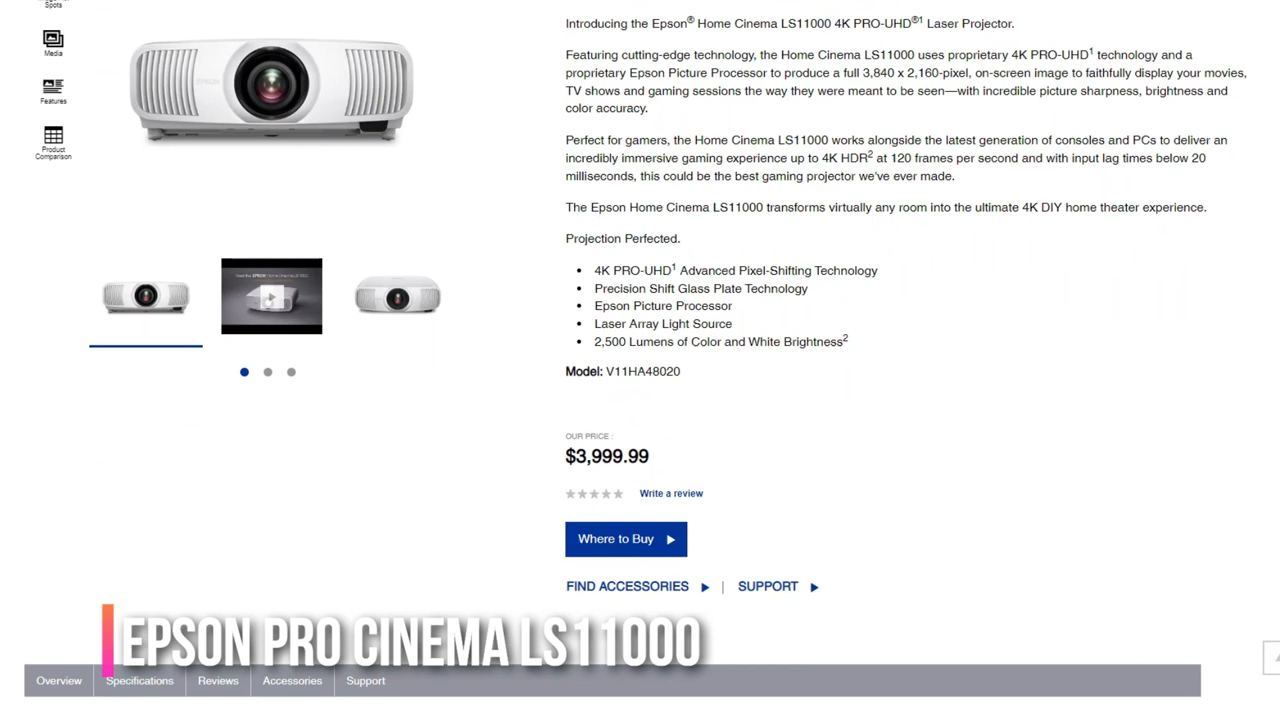 Spots
Media
Features
Product
Comparison
Introducing the Epson® Home Cinema LS11000 4K PRO-UHD®¹ Laser Projector.
Featuring cutting-edge technology, the Home Cinema LS11000 uses proprietary 4K PRO-UHD¹ technology and a
proprietary Epson Picture Processor to produce a full 3,840 x 2,160-pixel, on-screen image to faithfully display your movies,
TV shows and gaming sessions the way they were meant to be seen—with incredible picture sharpness, brightness and
color accuracy.
Perfect for gamers, the Home Cinema LS11000 works alongside the latest generation of consoles and PCs to deliver an
incredibly immersive gaming experience up to 4K HDR² at 120 frames per second and with input lag times below 20
milliseconds, this could be the best gaming projector we've ever made.
The Epson Home Cinema LS11000 transforms virtually any room into the ultimate 4K DIY home theater experience.
Projection Perfected.
• 4K PRO-UHD¹ Advanced Pixel-Shifting Technology
• Precision Shift Glass Plate Technology
• Epson Picture Processor
• Laser Array Light Source
• 2,500 Lumens of Color and White Brightness²
Model: V11HA48020
OUR PRICE :
$3,999.99
Write a review
Where to Buy
FIND ACCESSORIES | SUPPORT
EPSON PRO CINEMA LS11000
Overview Specifications Reviews Accessories Support